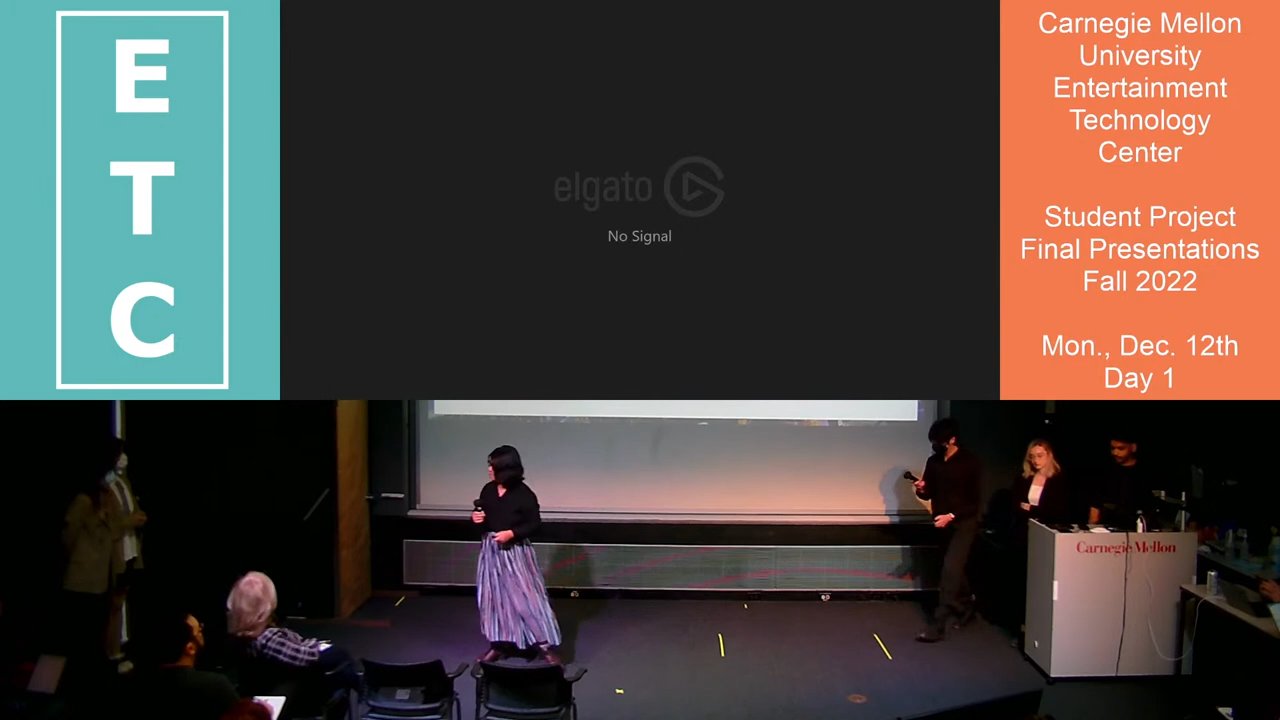 E
T
C
elgato
No Signal
Carnegie Mellon
University
Entertainment
Technology
Center
Student Project
Final Presentations
Fall 2022
Mon., Dec. 12th
Day 1
Carnegie Mellon